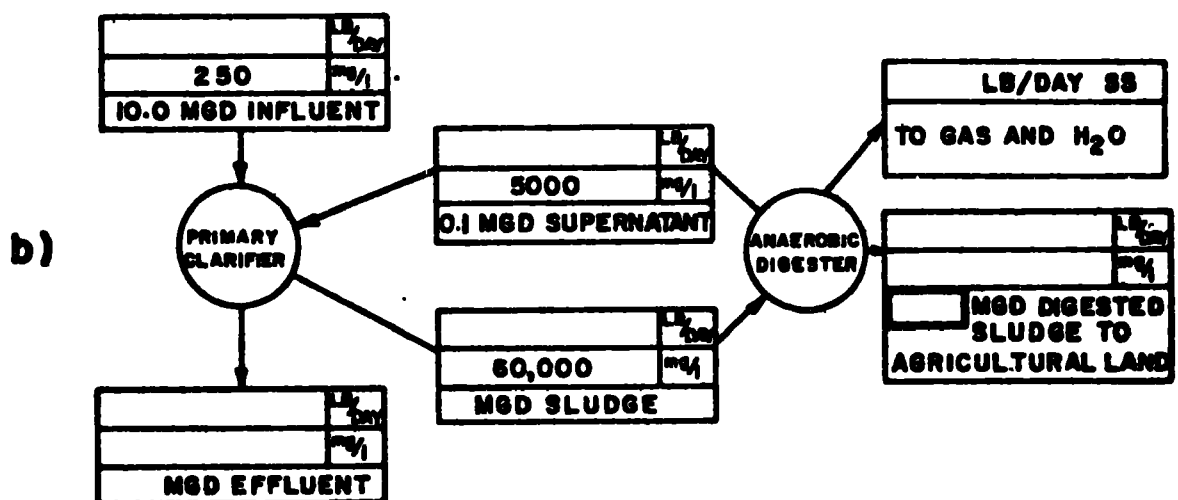 b)
LB/DAY
250 mg/l
10.0 MGD INFLUENT
PRIMARY
CLARIFIER
LB/DAY
mg/l
MGD EFFLUENT
LB/DAY
5000 mg/l
0.1 MGD SUPERNATANT
LB/DAY
60,000 mg/l
MGD SLUDGE
ANAEROBIC
DIGESTER
LB/DAY SS
TO GAS AND H₂O
LB/DAY
mg/l
MGD DIGESTED
SLUDGE TO
AGRICULTURAL LAND